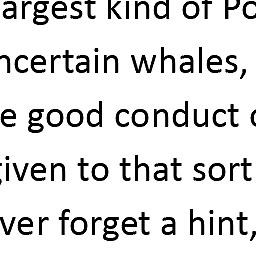 argest kind of Po
ncertain whales,
e good conduct
given to that sort
ver forget a hint,